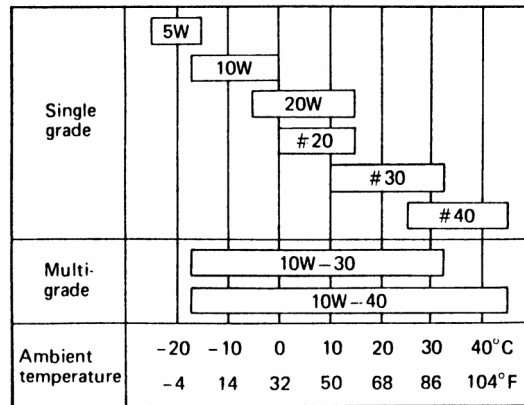 5W
10W
20W
Single
grade
#20
#30
#40
Multi-
grade
10W-30
10W-40
Ambient
temperature
-20 -10 0 10 20 30 40°C
-4 14 32 50 68 86 104°F